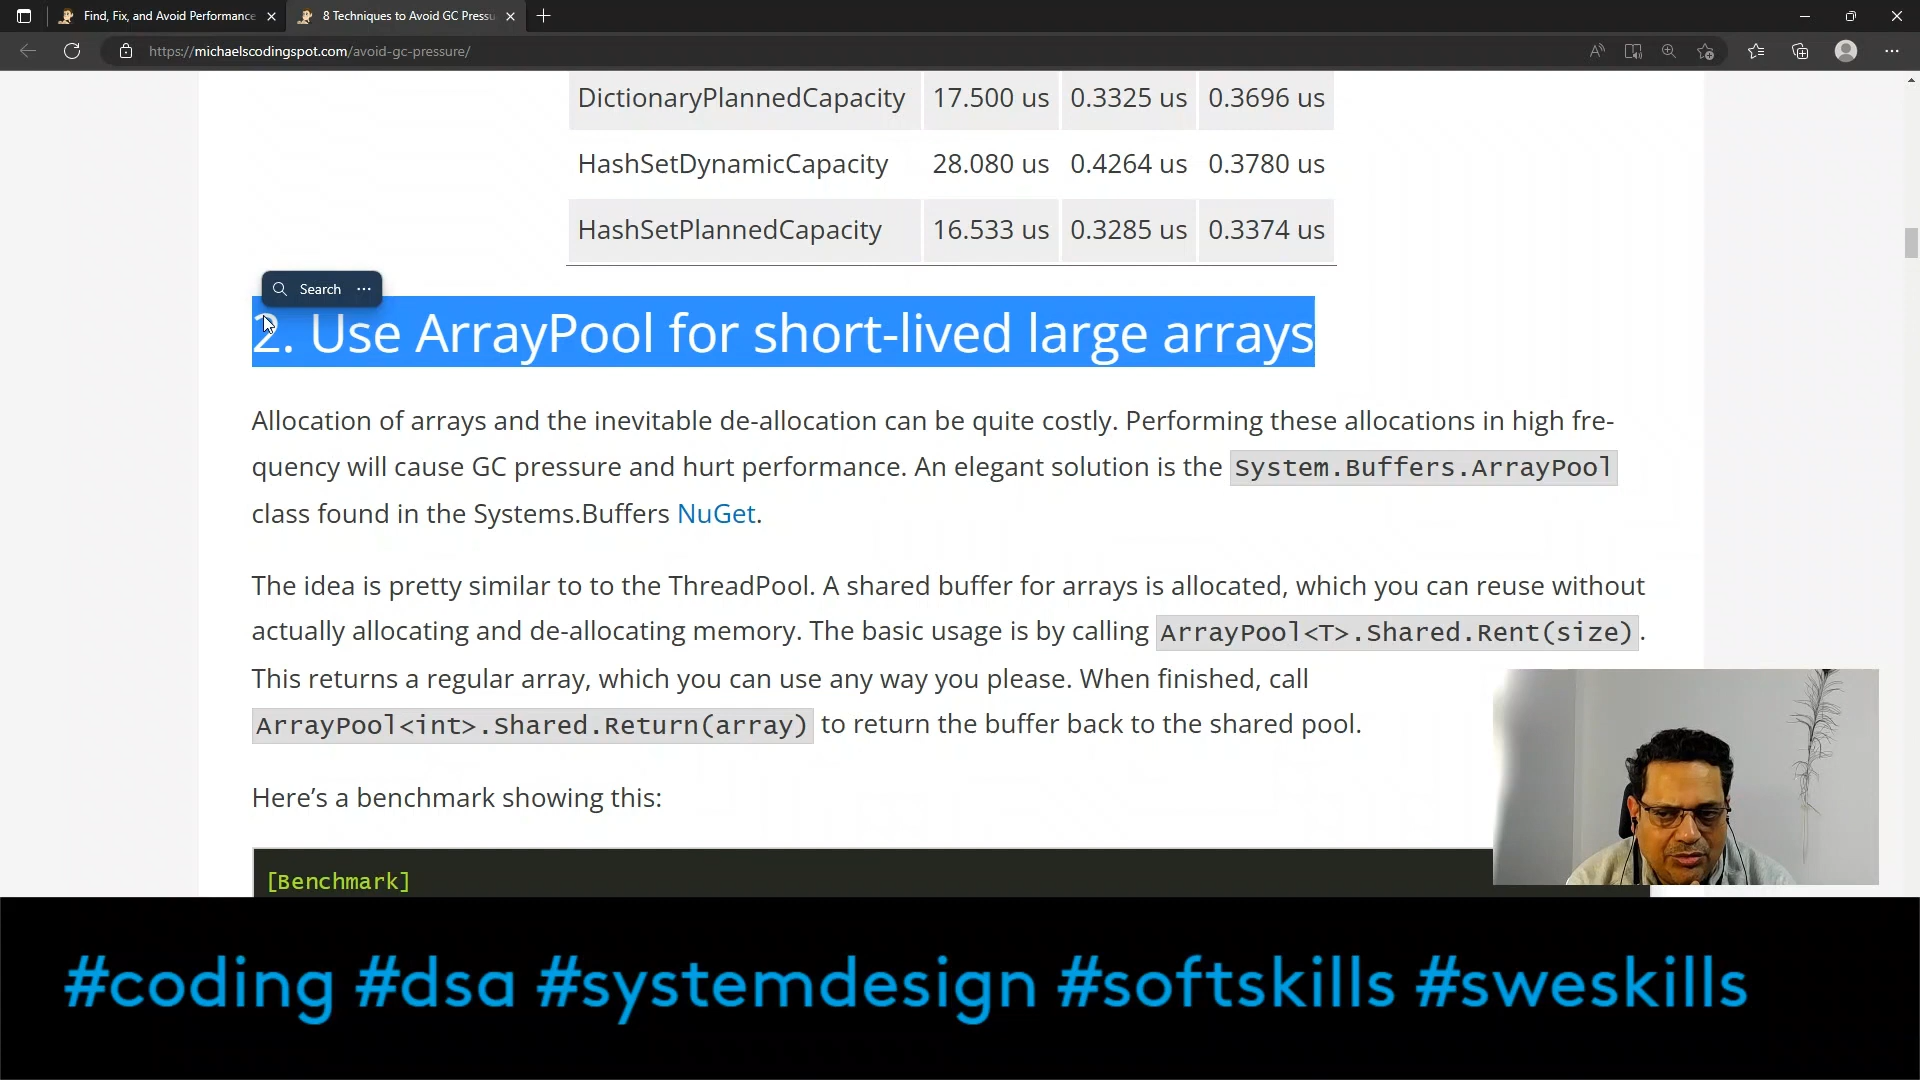 Find, Fix, and Avoid Performance
8 Techniques to Avoid GC Pressu
https://michaelscodingspot.com/avoid-gc-pressure/
DictionaryPlannedCapacity 17.500 us 0.3325 us 0.3696 us
HashSetDynamicCapacity 28.080 us 0.4264 us 0.3780 us
HashSetPlannedCapacity 16.533 us 0.3285 us 0.3374 us
Search ...
2. Use ArrayPool for short-lived large arrays
Allocation of arrays and the inevitable de-allocation can be quite costly. Performing these allocations in high fre-
quency will cause GC pressure and hurt performance. An elegant solution is the System.Buffers.ArrayPool
class found in the Systems.Buffers NuGet.
The idea is pretty similar to to the ThreadPool. A shared buffer for arrays is allocated, which you can reuse without
actually allocating and de-allocating memory. The basic usage is by calling ArrayPool<T>.Shared.Rent(size).
This returns a regular array, which you can use any way you please. When finished, call
ArrayPool<int>.Shared.Return(array) to return the buffer back to the shared pool.
Here’s a benchmark showing this:
[Benchmark]
#coding #dsa #systemdesign #softskills #sweskills